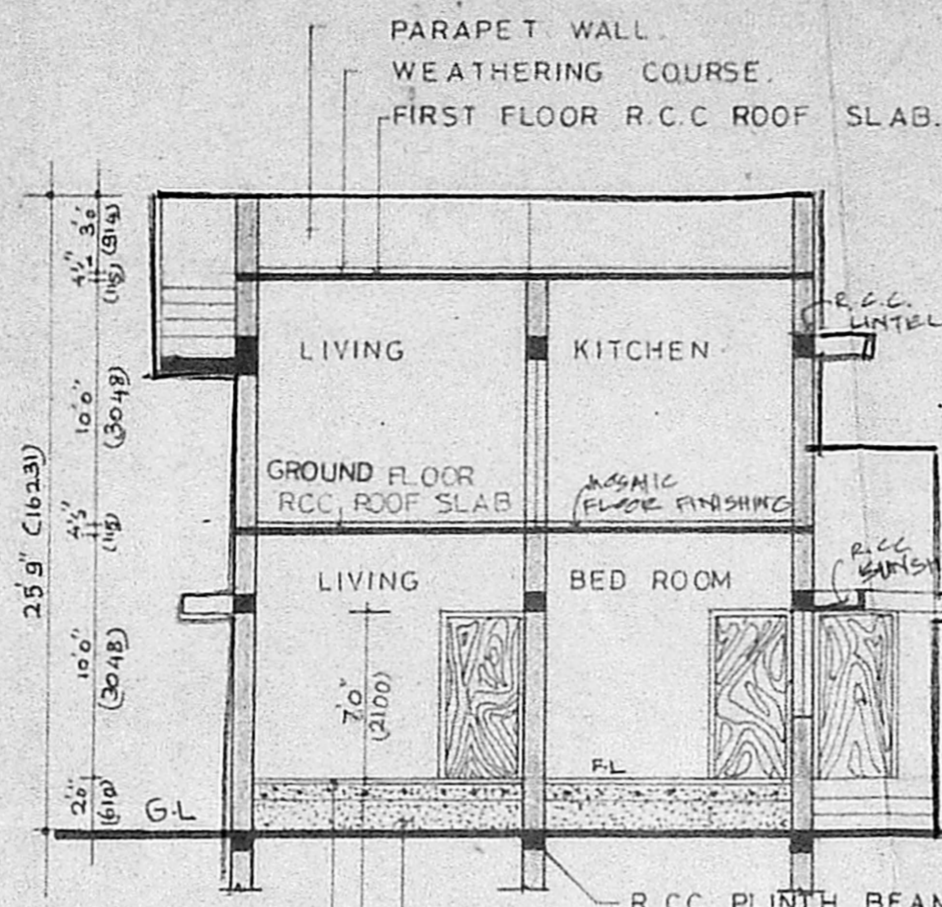 PARAPET WALL.
WEATHERING COURSE.
FIRST FLOOR R.C.C ROOF SLAB.
3'0" (914)
4½" (115)
R.C.C. LINTEL
LIVING
KITCHEN
10'0" (3048)
25'9" (16231)
GROUND FLOOR
RCC ROOF SLAB
MOSAIC
FLOOR FINISHING
4½" (115)
R.C.C.
SUNSH
LIVING
BED ROOM
10'0" (3048)
7'0" (2100)
F.L
2'0" (610)
G.L
R.C.C PLINTH BEAM